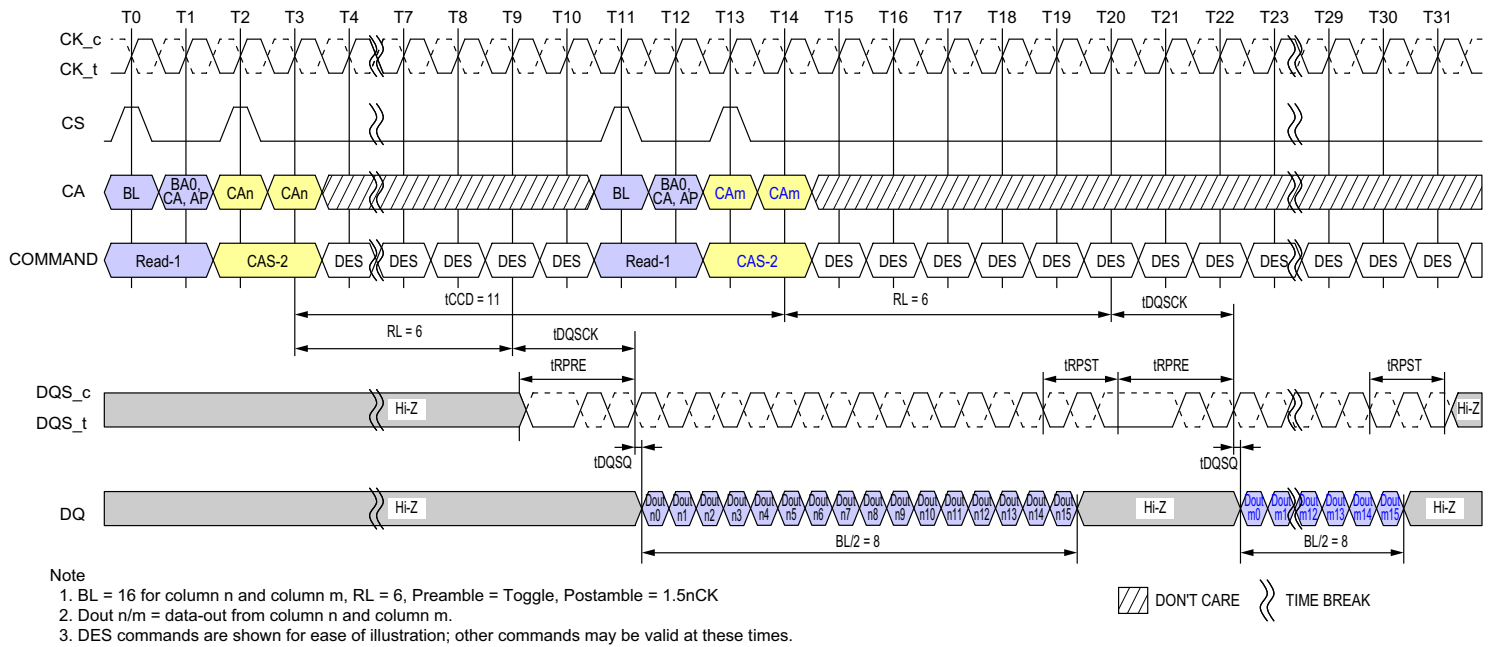 T0 T1 T2 T3 T4 T7 T8 T9 T10 T11 T12 T13 T14 T15 T16 T17 T18 T19 T20 T21 T22 T23 T29 T30 T31
CK_c
CK_t
CS
CA BL BA0, CA, AP CAn CAn BL BA0, CA, AP CAm CAm
COMMAND Read-1 CAS-2 DES DES DES DES DES Read-1 CAS-2 DES DES DES DES DES DES DES DES DES DES DES DES
tCCD = 11 RL = 6 tDQSCK
RL = 6 tDQSCK
tRPRE tRPST tRPRE tRPST
DQS_c
DQS_t Hi-Z Hi-Z
tDQSQ tDQSQ
DQ Hi-Z Dout n0 Dout n1 Dout n2 Dout n3 Dout n4 Dout n5 Dout n6 Dout n7 Dout n8 Dout n9 Dout n10 Dout n11 Dout n12 Dout n13 Dout n14 Dout n15 Hi-Z Dout m0 Dout m1 Dout m12 Dout m13 Dout m14 Dout m15 Hi-Z
BL/2 = 8 BL/2 = 8
Note
1. BL = 16 for column n and column m, RL = 6, Preamble = Toggle, Postamble = 1.5nCK
2. Dout n/m = data-out from column n and column m.
3. DES commands are shown for ease of illustration; other commands may be valid at these times.
DON'T CARE TIME BREAK